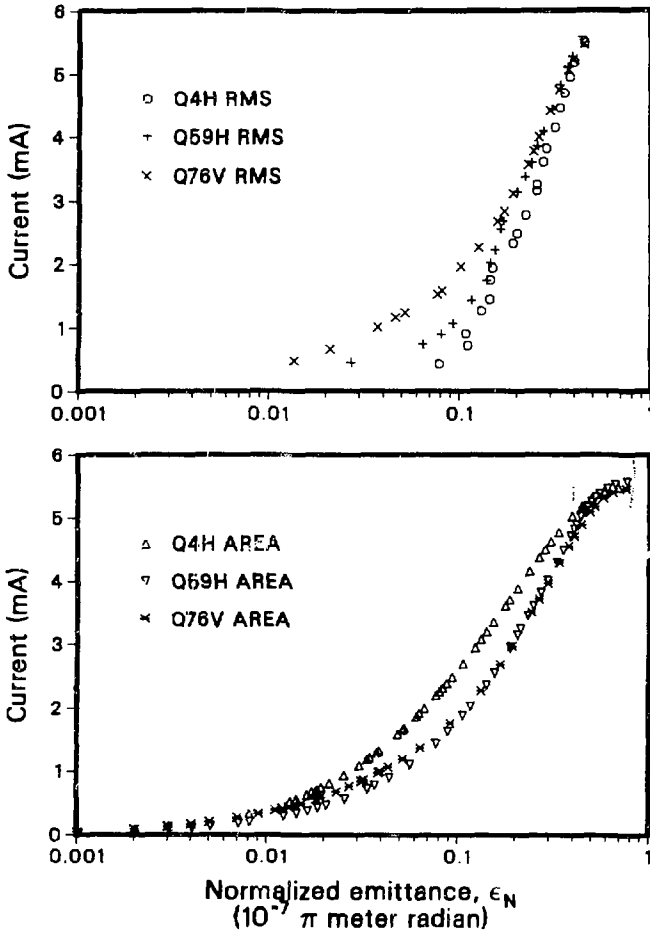 6
5
4
3
2
1
0
Current (mA)
Q4H RMS
Q59H RMS
Q76V RMS
0.001
0.01
0.1
1
6
5
4
3
2
1
0
Current (mA)
Q4H AREA
Q59H AREA
Q76V AREA
0.001
0.01
0.1
1
Normalized emittance, ϵN
(10⁻⁷ π meter radian)